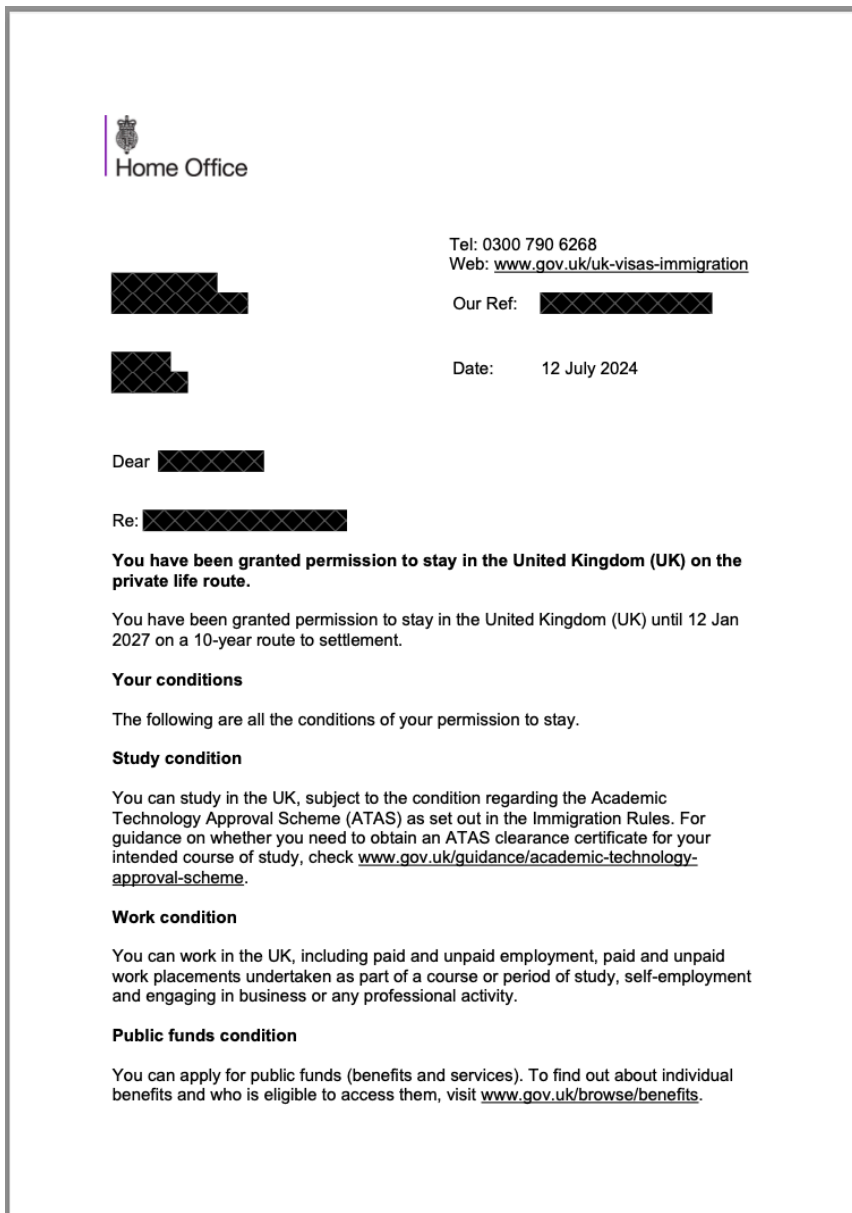 Home Office
Tel: 0300 790 6268
Web: www.gov.uk/uk-visas-immigration
Our Ref:
Date: 12 July 2024
Dear
Re:
You have been granted permission to stay in the United Kingdom (UK) on the
private life route.
You have been granted permission to stay in the United Kingdom (UK) until 12 Jan
2027 on a 10-year route to settlement.
Your conditions
The following are all the conditions of your permission to stay.
Study condition
You can study in the UK, subject to the condition regarding the Academic
Technology Approval Scheme (ATAS) as set out in the Immigration Rules. For
guidance on whether you need to obtain an ATAS clearance certificate for your
intended course of study, check www.gov.uk/guidance/academic-technology-
approval-scheme.
Work condition
You can work in the UK, including paid and unpaid employment, paid and unpaid
work placements undertaken as part of a course or period of study, self-employment
and engaging in business or any professional activity.
Public funds condition
You can apply for public funds (benefits and services). To find out about individual
benefits and who is eligible to access them, visit www.gov.uk/browse/benefits.